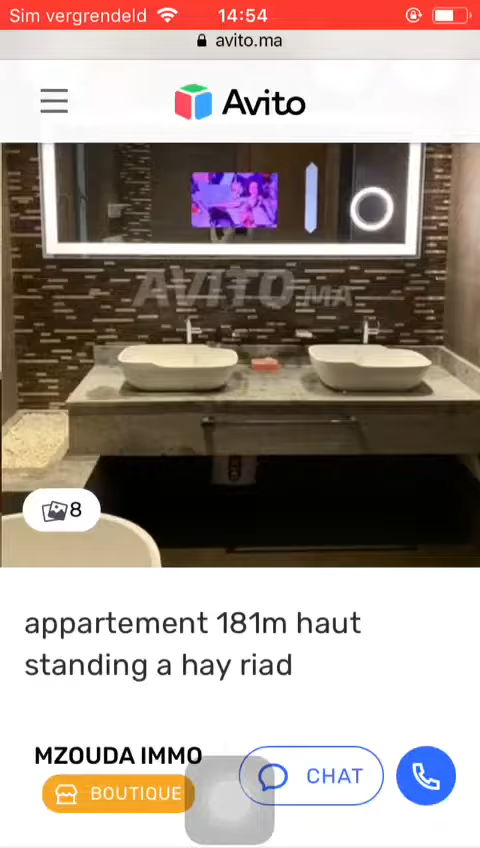 Sim vergrendeld 14:54
avito.ma
Avito
AVITO.MA
8
appartement 181m haut
standing a hay riad
MZOUDA IMMO
CHAT
BOUTIQUE